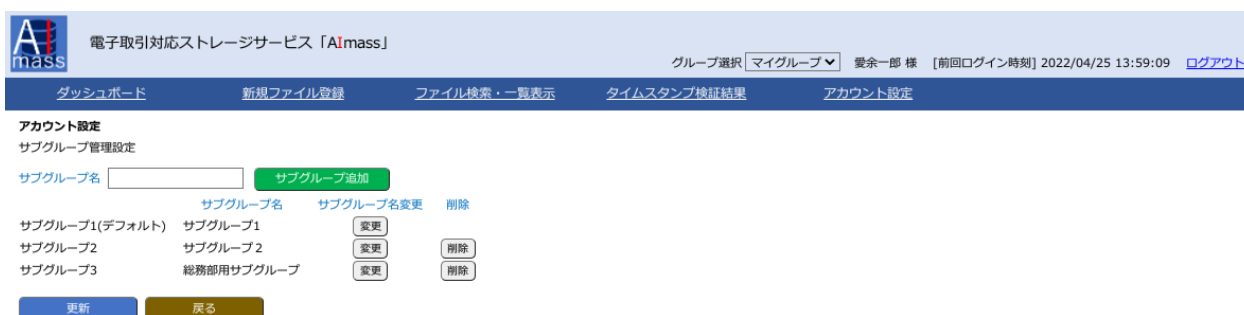 AI
mass
電子取引対応ストレージサービス「AImass」
グループ選択 マイグループ 愛余一郎 様 [前回ログイン時刻] 2022/04/25 13:59:09 ログアウト
ダッシュボード 新規ファイル登録 ファイル検索・一覧表示 タイムスタンプ検証結果 アカウント設定
アカウント設定
サブグループ管理設定
サブグループ名 サブグループ追加
サブグループ名 サブグループ名変更 削除
サブグループ1(デフォルト) サブグループ1 変更
サブグループ2 サブグループ2 変更 削除
サブグループ3 総務部用サブグループ 変更 削除
更新 戻る